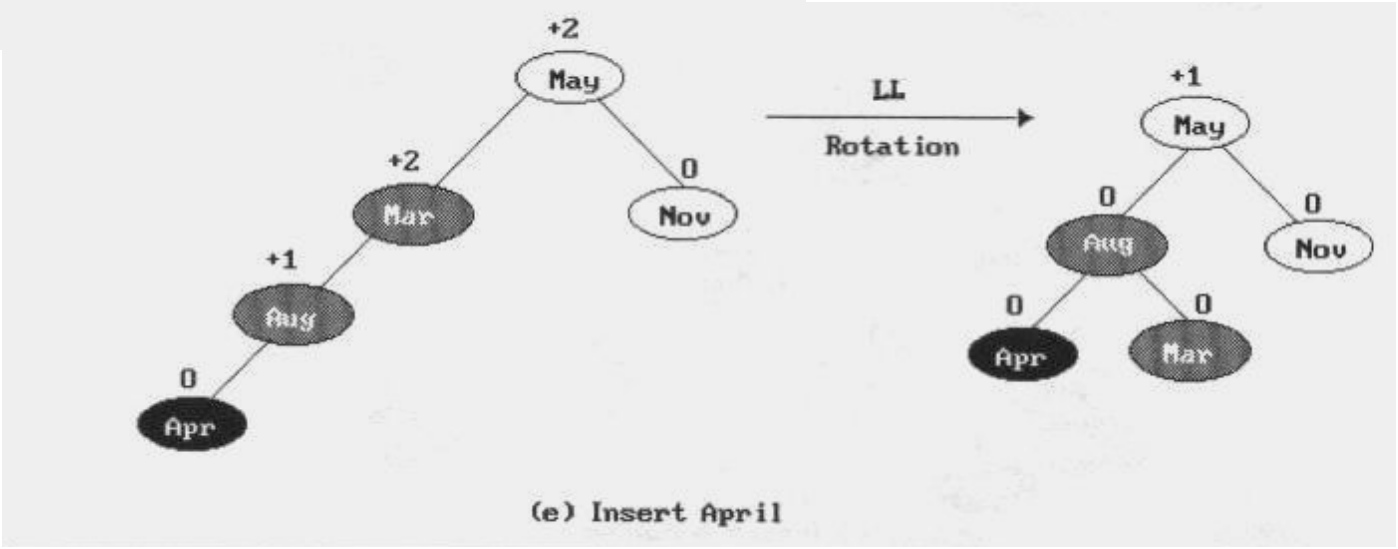 +2
May
+2
Mar
0
Nov
+1
Aug
0
Apr
LL
Rotation
+1
May
0
Aug
0
Nov
0
Apr
0
Mar
(e) Insert April